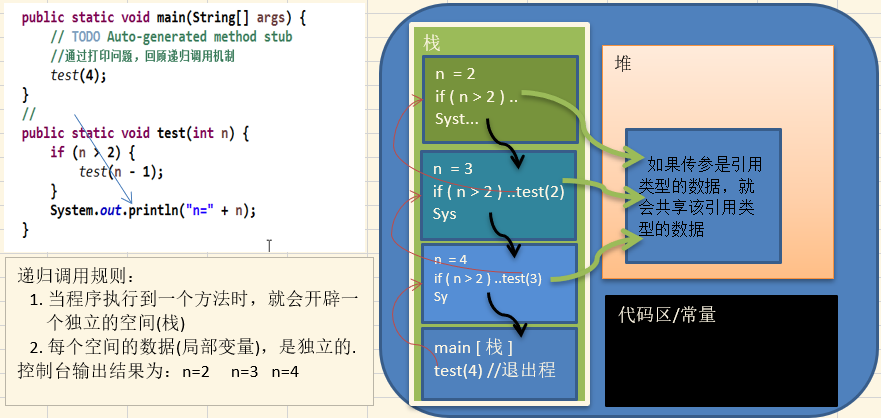 public static void main(String[] args) {
// TODO Auto-generated method stub
//通过打印问题，回顾递归调用机制
test(4);
}
//
public static void test(int n) {
if (n > 2) {
test(n - 1);
}
System.out.println("n=" + n);
}
递归调用规则：
1. 当程序执行到一个方法时，就会开辟一
个独立的空间(栈)
2. 每个空间的数据(局部变量)，是独立的.
控制台输出结果为：n=2 n=3 n=4
栈
n = 2
if ( n > 2 ) ..
Syst...
n = 3
if ( n > 2 ) ..test(2)
Sys
n = 4
if ( n > 2 ) ..test(3)
Sy
main [ 栈 ]
test(4) //退出程
堆
如果传参是引用
类型的数据，就
会共享该引用类
型的数据
代码区/常量